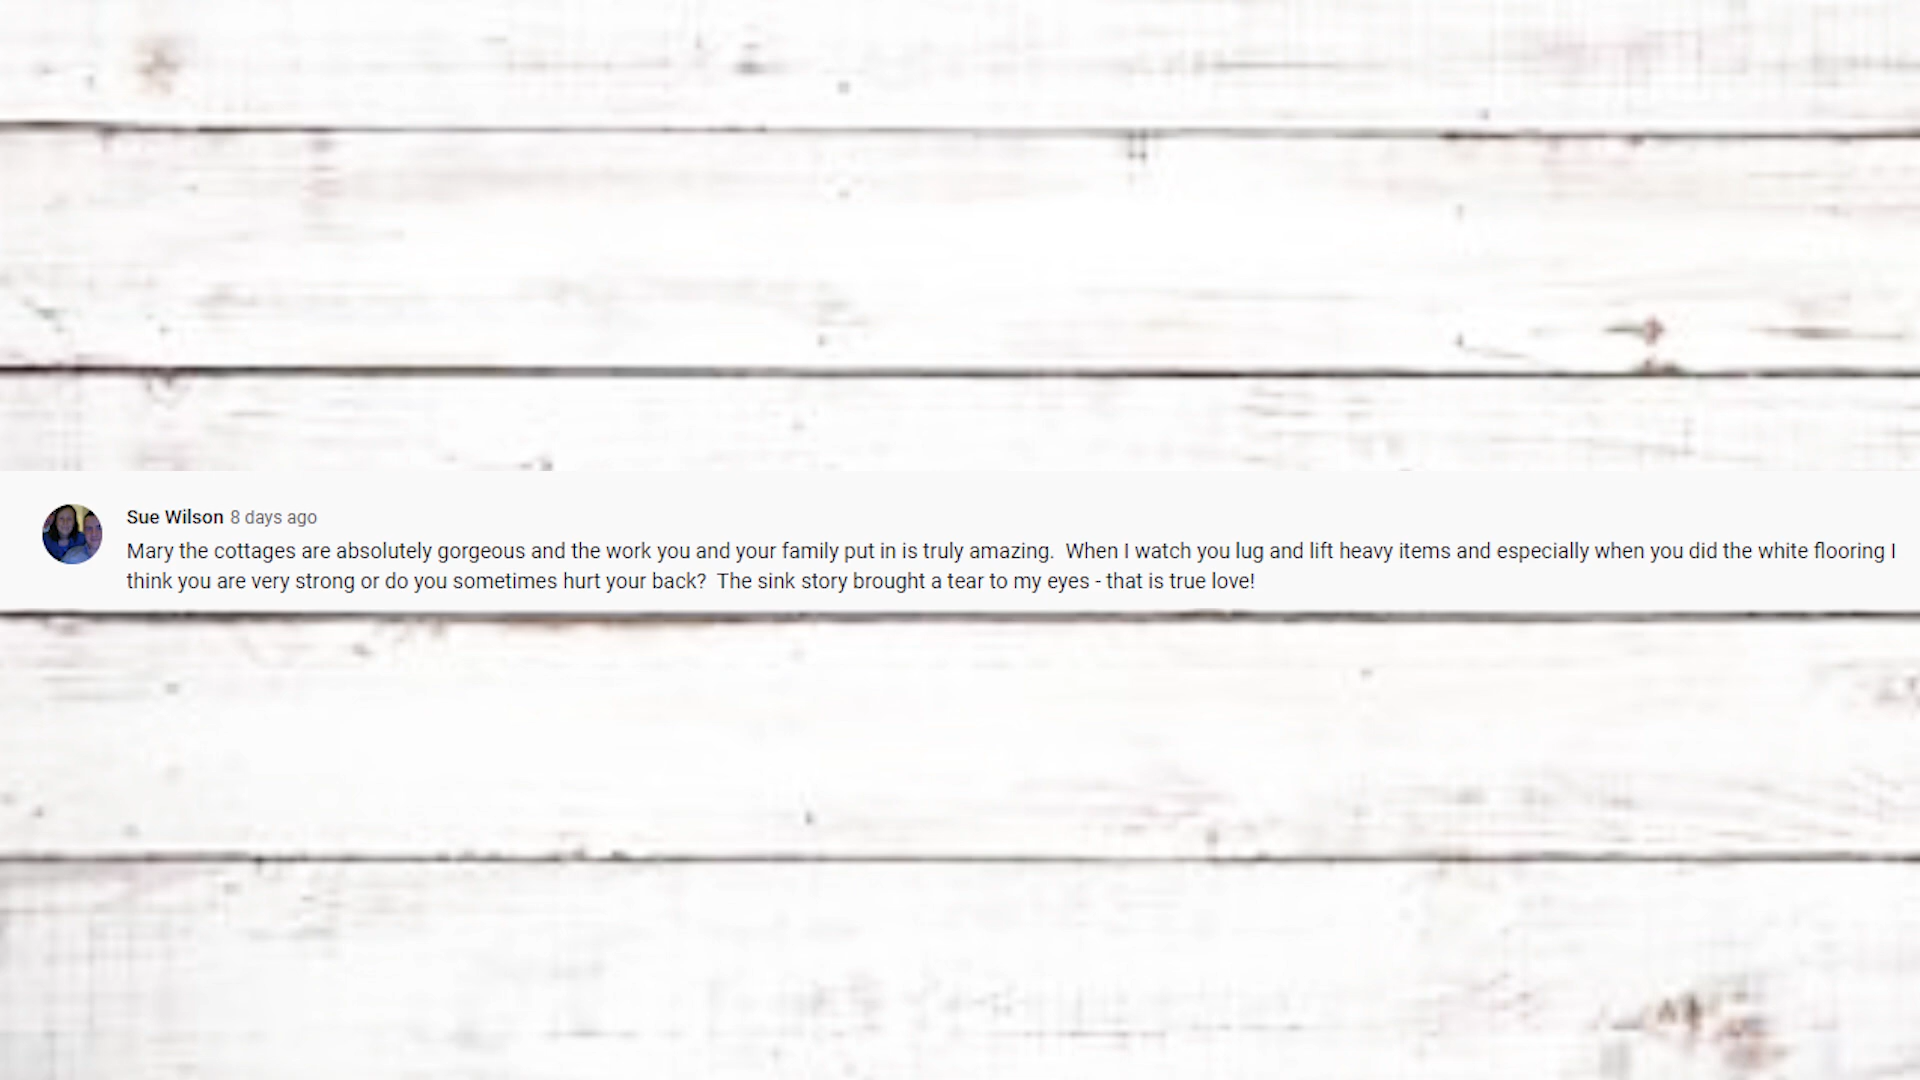 Sue Wilson 8 days ago
Mary the cottages are absolutely gorgeous and the work you and your family put in is truly amazing.  When I watch you lug and lift heavy items and especially when you did the white flooring I
think you are very strong or do you sometimes hurt your back?  The sink story brought a tear to my eyes - that is true love!